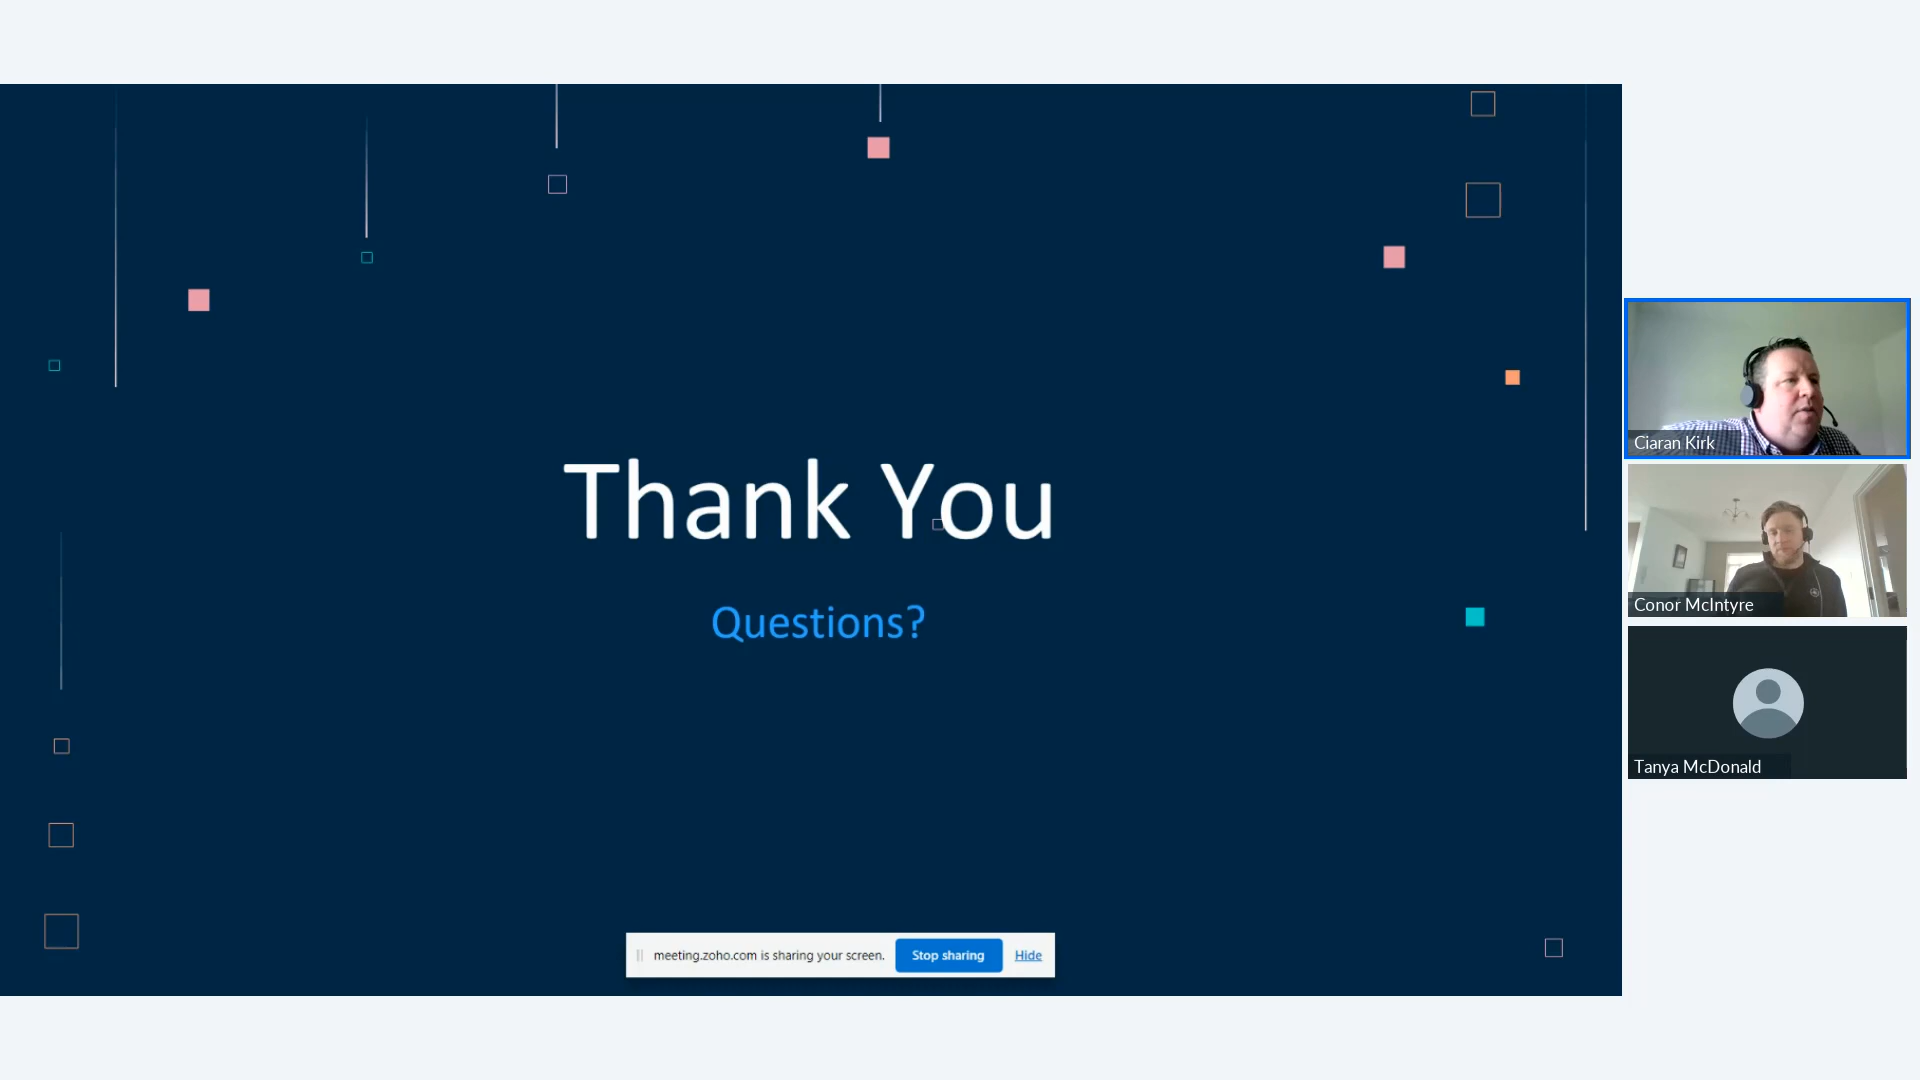 Thank You
Questions?
meeting.zoho.com is sharing your screen.
Stop sharing
Hide
Ciaran Kirk
Conor McIntyre
Tanya McDonald